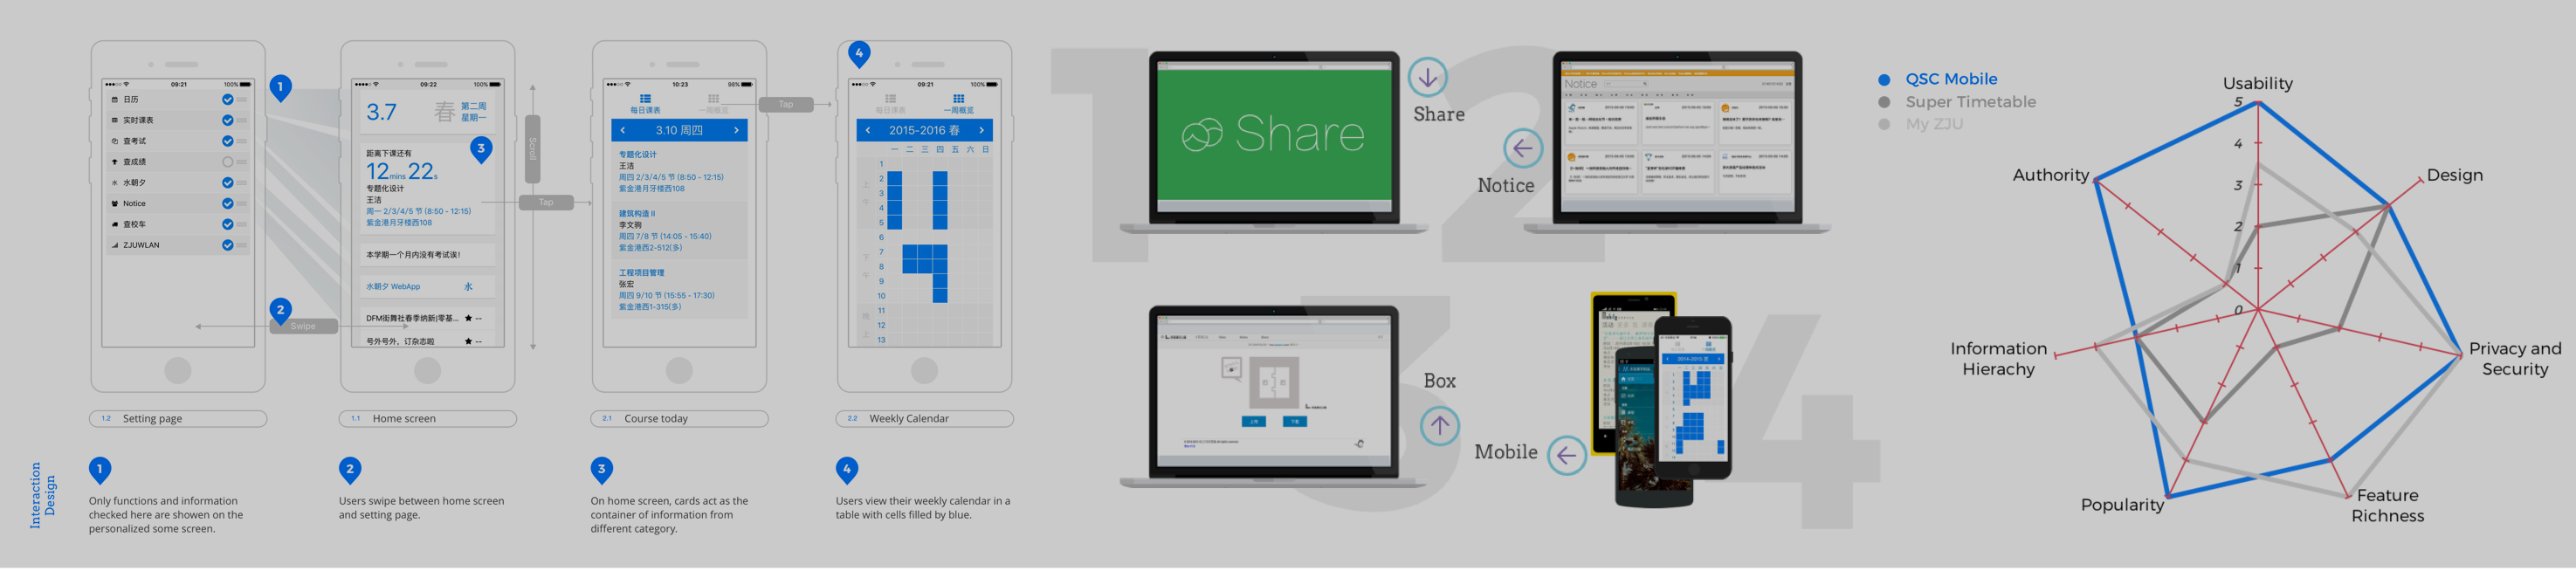 09:21
100%
日历
实时课表
查考试
查成绩
水朝夕
Notice
查校车
ZJUWLAN
1
2
Swipe
1.2 Setting page
09:22
100%
3.7
春
第二周
星期一
3
距离下课还有
12mins 22s
专题化设计
王洁
周一 2/3/4/5 节 (8:50 - 12:15)
紫金港月牙楼西108
本学期一个月内没有考试诶!
水朝夕 WebApp
水
DFM街舞社春季纳新|零基... ★ --
号外号外，订杂志啦 ★ --
Scroll
Tap
1.1 Home screen
10:23
98%
每日课表
一周概览
3.10 周四
专题化设计
王洁
周四 2/3/4/5 节 (8:50 - 12:15)
紫金港月牙楼西108
建筑构造 II
李文驹
周四 7/8 节 (14:05 - 15:40)
紫金港西2-512(多)
工程项目管理
张宏
周四 9/10 节 (15:55 - 17:30)
紫金港西1-315(多)
Tap
2.1 Course today
4
09:21
100%
每日课表
一周概览
2015-2016 春
一 二 三 四 五 六 日
1
2
3
4
5
6
7
8
9
10
11
12
13
上
午
下
午
晚
上
2.2 Weekly Calendar
Interaction
Design
1
Only functions and information
checked here are showen on the
personalized some screen.
2
Users swipe between home screen
and setting page.
3
On home screen, cards act as the
container of information from
different category.
4
Users view their weekly calendar in a
table with cells filled by blue.
1
Share
Share
2
Notice
Notice
3
Box
上传
下载
4
Mobile
2014-2015
QSC Mobile
Super Timetable
My ZJU
Usability
5
4
3
2
1
0
Authority
Design
Information
Hierachy
Privacy and
Security
Popularity
Feature
Richness